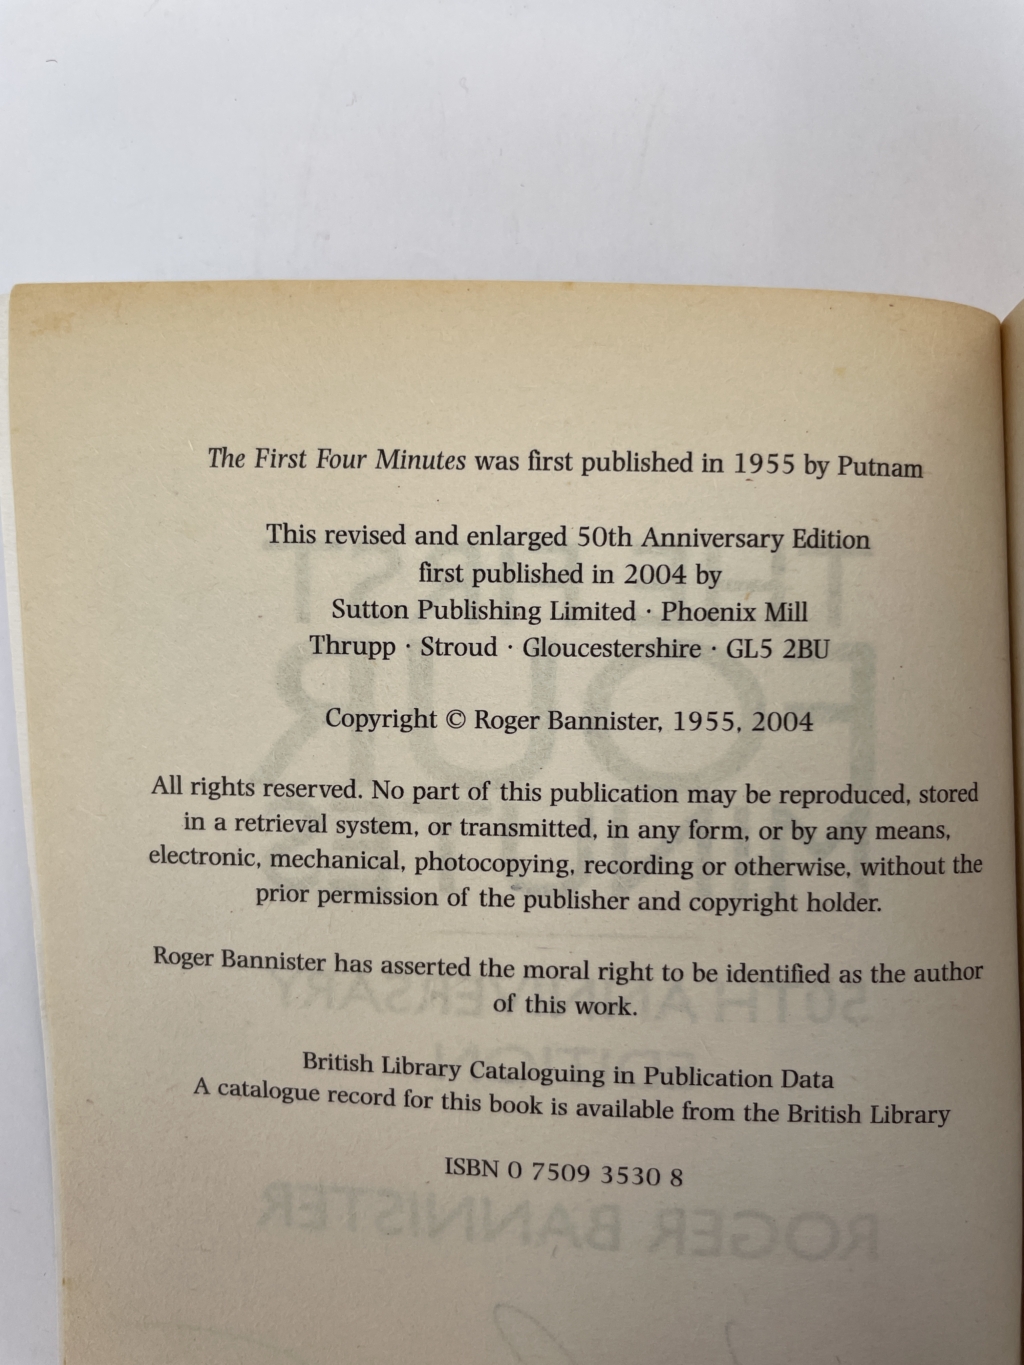 The First Four Minutes was first published in 1955 by Putnam
This revised and enlarged 50th Anniversary Edition
first published in 2004 by
Sutton Publishing Limited · Phoenix Mill
Thrupp · Stroud · Gloucestershire · GL5 2BU
Copyright © Roger Bannister, 1955, 2004
All rights reserved. No part of this publication may be reproduced, stored
in a retrieval system, or transmitted, in any form, or by any means,
electronic, mechanical, photocopying, recording or otherwise, without the
prior permission of the publisher and copyright holder.
Roger Bannister has asserted the moral right to be identified as the author
of this work.
British Library Cataloguing in Publication Data
A catalogue record for this book is available from the British Library
ISBN 0 7509 3530 8